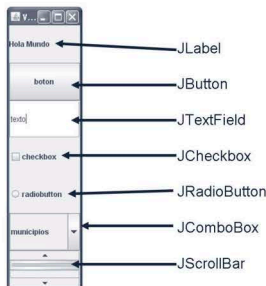 V...
Hola Mundo
JLabel
boton
JButton
texto
JTextField
checkbox
JCheckbox
radiobutton
JRadioButton
municipios
JComboBox
JScrollBar